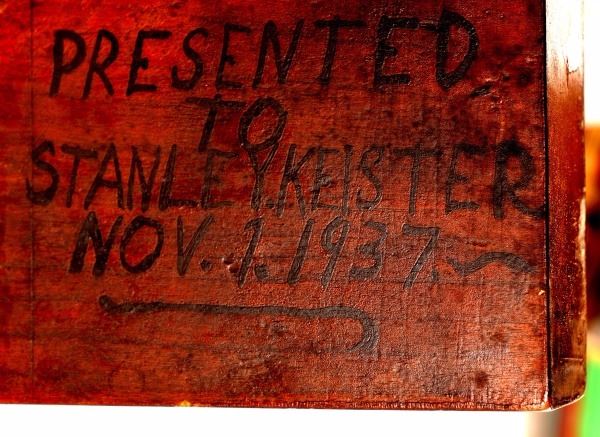 PRESENTED
TO
STANLEY.KEISTER
NOV. 1. 1937.